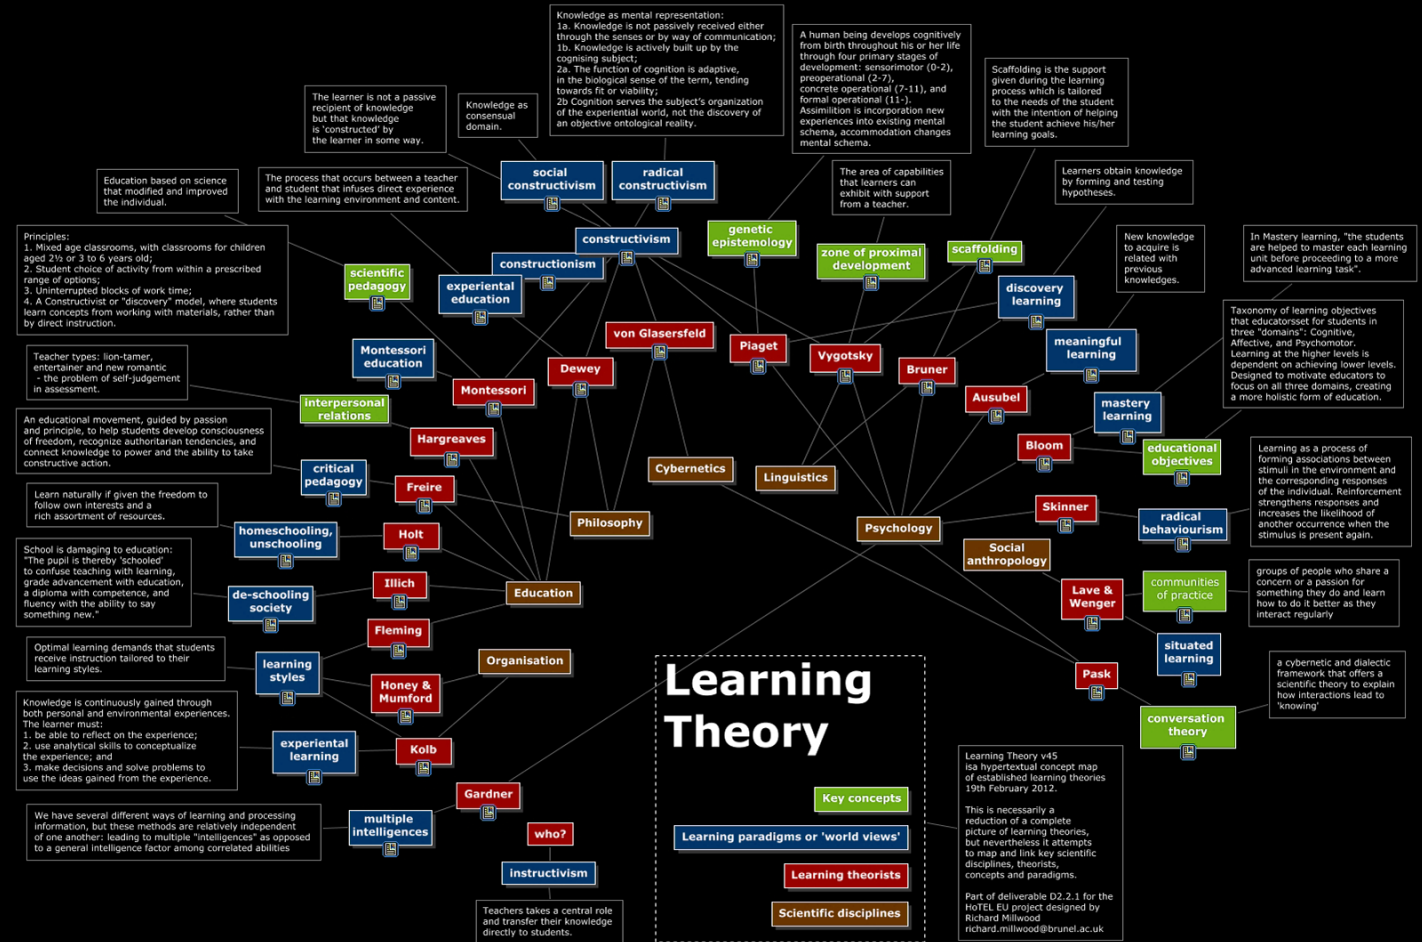 Knowledge as mental representation:
1a. Knowledge is not passively received either
through the senses or by way of communication;
1b. Knowledge is actively built up by the
cognising subject;
2a. The function of cognition is adaptive,
in the biological sense of the term, tending
towards fit or viability;
2b Cognition serves the subject's organization
of the experiential world, not the discovery of
an objective ontological reality.
A human being develops cognitively
from birth throughout his or her life
through four primary stages of
development: sensorimotor (0-2),
preoperational (2-7),
concrete operational (7-11), and
formal operational (11-).
Assimilition is incorporation new
experiences into existing mental
schema, accommodation changes
mental schema.
Scaffolding is the support
given during the learning
process which is tailored
to the needs of the student
with the intention of helping
the student achieve his/her
learning goals.
The learner is not a passive
recipient of knowledge
but that knowledge
is 'constructed' by
the learner in some way.
Knowledge as
consensual
domain.
Education based on science
that modified and improved
the individual.
The process that occurs between a teacher
and student that infuses direct experience
with the learning environment and content.
social
constructivism
radical
constructivism
The area of capabilities
that learners can
exhibit with support
from a teacher.
Learners obtain knowledge
by forming and testing
hypotheses.
Principles:
1. Mixed age classrooms, with classrooms for children
aged 2½ or 3 to 6 years old;
2. Student choice of activity from within a prescribed
range of options;
3. Uninterrupted blocks of work time;
4. A Constructivist or "discovery" model, where students
learn concepts from working with materials, rather than
by direct instruction.
scientific
pedagogy
experiental
education
constructionism
constructivism
genetic
epistemology
zone of proximal
development
scaffolding
discovery
learning
New knowledge
to acquire is
related with
previous
knowledges.
In Mastery learning, "the students
are helped to master each learning
unit before proceeding to a more
advanced learning task".
Taxonomy of learning objectives
that educatorsset for students in
three "domains": Cognitive,
Affective, and Psychomotor.
Learning at the higher levels is
dependent on achieving lower levels.
Designed to motivate educators to
focus on all three domains, creating
a more holistic form of education.
Teacher types: lion-tamer,
entertainer and new romantic
- the problem of self-judgement
in assessment.
Montessori
education
Montessori
Dewey
von Glasersfeld
Piaget
Vygotsky
Bruner
meaningful
learning
Ausubel
mastery
learning
interpersonal
relations
Hargreaves
Bloom
educational
objectives
An educational movement, guided by passion
and principle, to help students develop consciousness
of freedom, recognize authoritarian tendencies, and
connect knowledge to power and the ability to take
constructive action.
critical
pedagogy
Freire
Cybernetics
Linguistics
Learning as a process of
forming associations between
stimuli in the environment and
the corresponding responses
of the individual. Reinforcement
strengthens responses and
increases the likelihood of
another occurrence when the
stimulus is present again.
Learn naturally if given the freedom to
follow own interests and a
rich assortment of resources.
homeschooling,
unschooling
Holt
Philosophy
Psychology
Skinner
radical
behaviourism
School is damaging to education:
"The pupil is thereby 'schooled'
to confuse teaching with learning,
grade advancement with education,
a diploma with competence, and
fluency with the ability to say
something new."
de-schooling
society
Illich
Education
Social
anthropology
Lave &
Wenger
communities
of practice
groups of people who share a
concern or a passion for
something they do and learn
how to do it better as they
interact regularly
Fleming
Optimal learning demands that students
receive instruction tailored to their
learning styles.
learning
styles
Organisation
Honey &
Mumford
situated
learning
Pask
a cybernetic and dialectic
framework that offers a
scientific theory to explain
how interactions lead to
'knowing'
Knowledge is continuously gained through
both personal and environmental experiences.
The learner must:
1. be able to reflect on the experience;
2. use analytical skills to conceptualize
the experience; and
3. make decisions and solve problems to
use the ideas gained from the experience.
experiental
learning
Kolb
conversation
theory
Gardner
We have several different ways of learning and processing
information, but these methods are relatively independent
of one another: leading to multiple "intelligences" as opposed
to a general intelligence factor among correlated abilities
multiple
intelligences
who?
instructivism
Teachers takes a central role
and transfer their knowledge
directly to students.
Learning
Theory
Key concepts
Learning paradigms or 'world views'
Learning theorists
Scientific disciplines
Learning Theory v45
isa hypertextual concept map
of established learning theories
19th February 2012.
This is necessarily a
reduction of a complete
picture of learning theories,
but nevertheless it attempts
to map and link key scientific
disciplines, theorists,
concepts and paradigms.
Part of deliverable D2.2.1 for the
HoTEL EU project designed by
Richard Millwood
richard.millwood@brunel.ac.uk